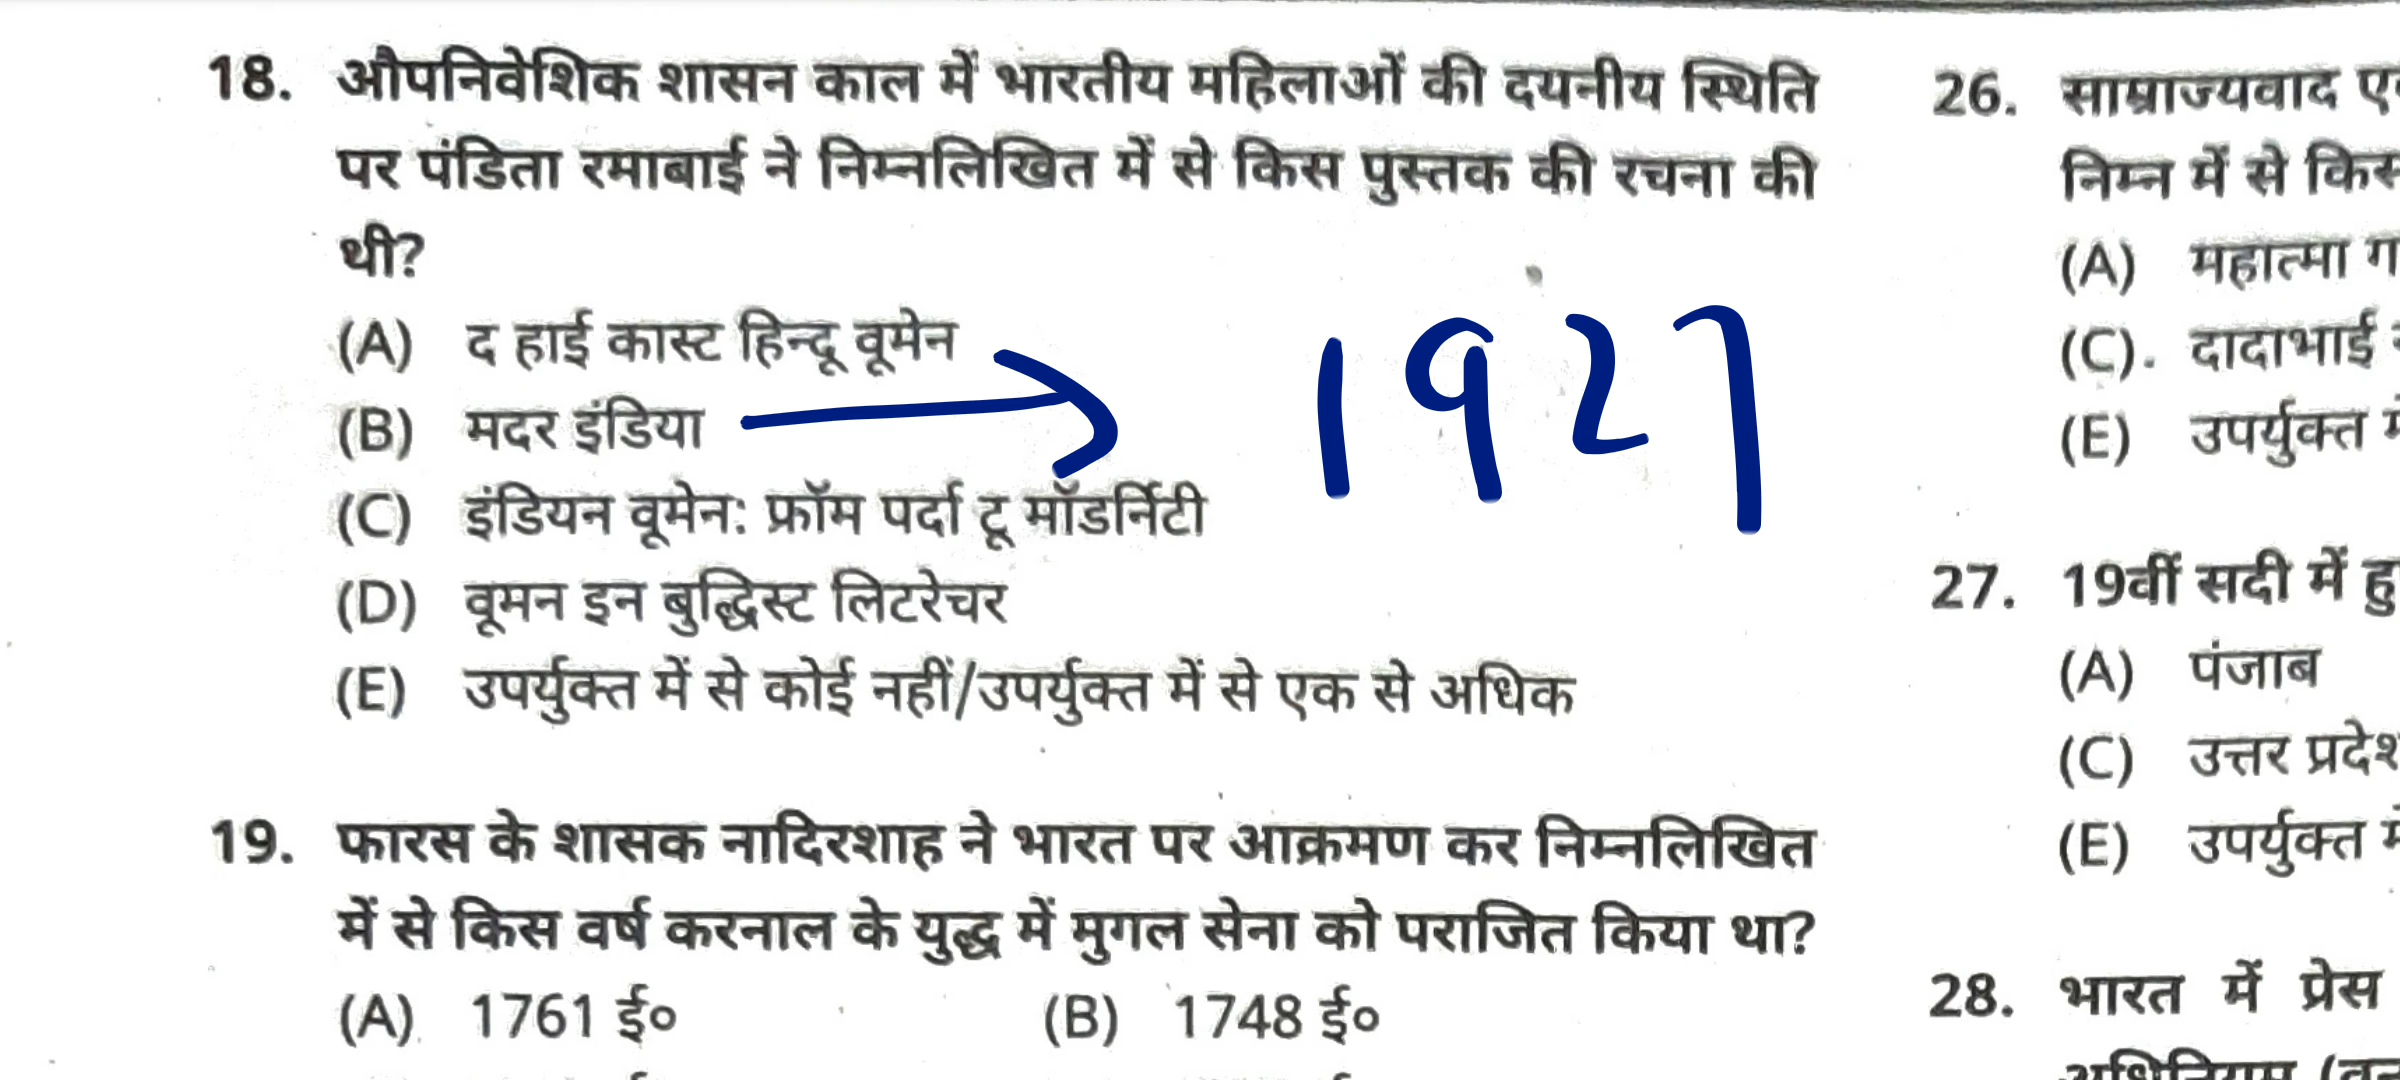 18. औपनिवेशिक शासन काल में भारतीय महिलाओं की दयनीय स्थिति
पर पंडिता रमाबाई ने निम्नलिखित में से किस पुस्तक की रचना की
थी?
(A) द हाई कास्ट हिन्दू वूमेन
(B) मदर इंडिया → 1927
(C) इंडियन वूमेन: फ्रॉम पर्दा टू मॉडर्निटी
(D) वूमन इन बुद्धिस्ट लिटरेचर
(E) उपर्युक्त में से कोई नहीं/उपर्युक्त में से एक से अधिक
19. फारस के शासक नादिरशाह ने भारत पर आक्रमण कर निम्नलिखित
में से किस वर्ष करनाल के युद्ध में मुगल सेना को पराजित किया था?
(A) 1761 ई० (B) 1748 ई०
26. साम्राज्यवाद
निम्न में से
(A) महात्मा
(C). दादाभाई
(E) उपर्युक्त
27. 19वीं सदी में
(A) पंजाब
(C) उत्तर
(E) उपर्युक्त
28. भारत में प्रेस